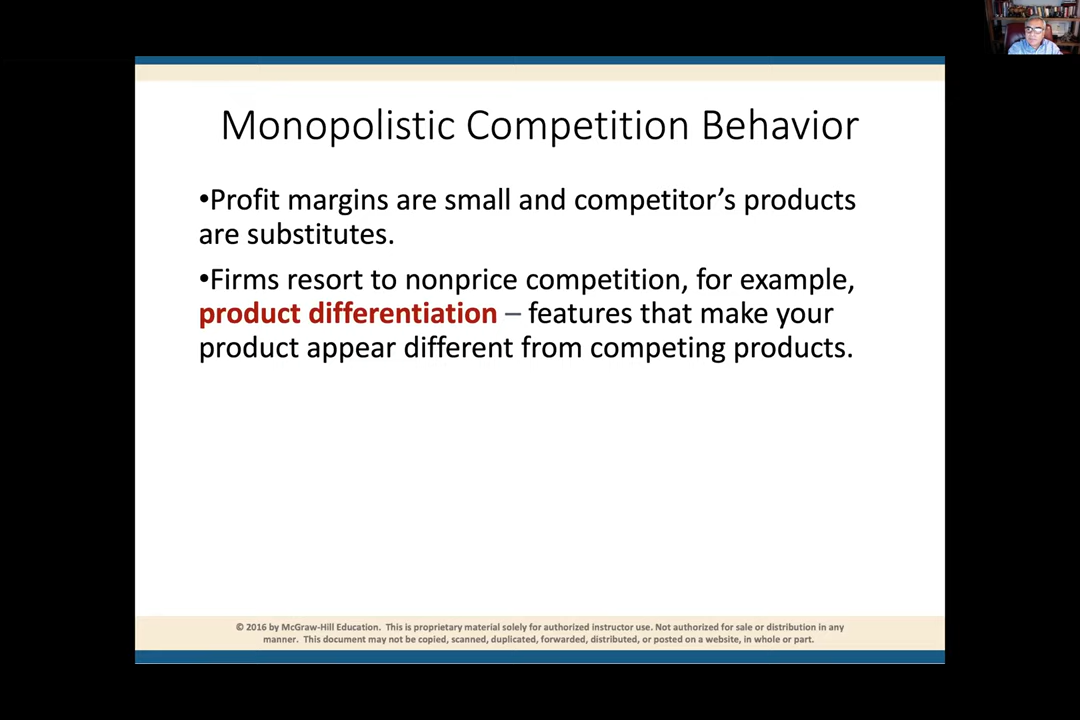 Monopolistic Competition Behavior
•Profit margins are small and competitor’s products
are substitutes.
•Firms resort to nonprice competition, for example,
product differentiation – features that make your
product appear different from competing products.
© 2016 by McGraw-Hill Education. This is proprietary material solely for authorized instructor use. Not authorized for sale or distribution in any
manner. This document may not be copied, scanned, duplicated, forwarded, distributed, or posted on a website, in whole or part.